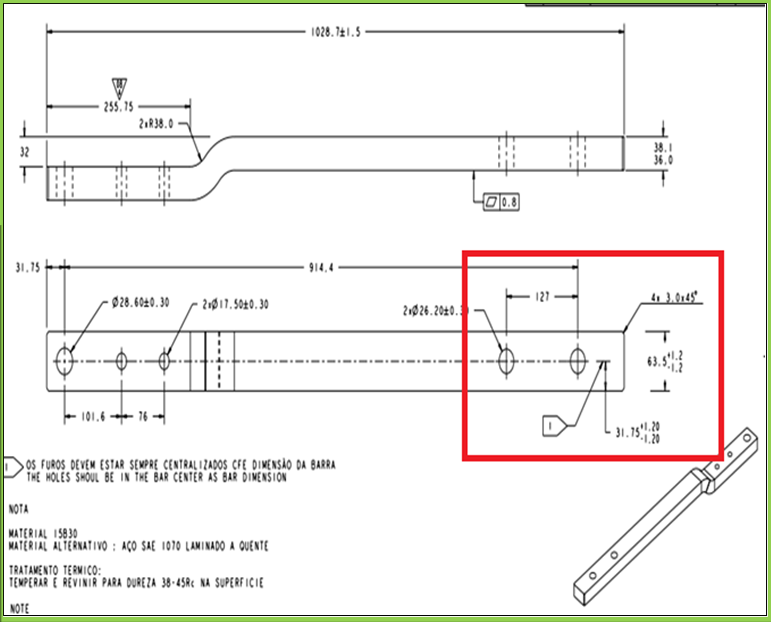 1028.7±1.5
255.75
2xR38.0
32
38.1
36.0
0.8
31.75
914.4
127
4x 3.0x45°
Ø28.60±0.30
2xØ17.50±0.30
2xØ26.20±0.3
63.5 +1.2
-1.2
101.6
76
1
31.75 +1.20
-1.20
1 OS FUROS DEVEM ESTAR SEMPRE CENTRALIZADOS CFE DIMENSÃO DA BARRA
THE HOLES SHOUL BE IN THE BAR CENTER AS BAR DIMENSION
NOTA
MATERIAL 15B30
MATERIAL ALTERNATIVO : AÇO SAE 1070 LAMINADO A QUENTE
TRATAMENTO TERMICO:
TEMPERAR E REVINIR PARA DUREZA 38-45Rc NA SUPERFICIE
NOTE